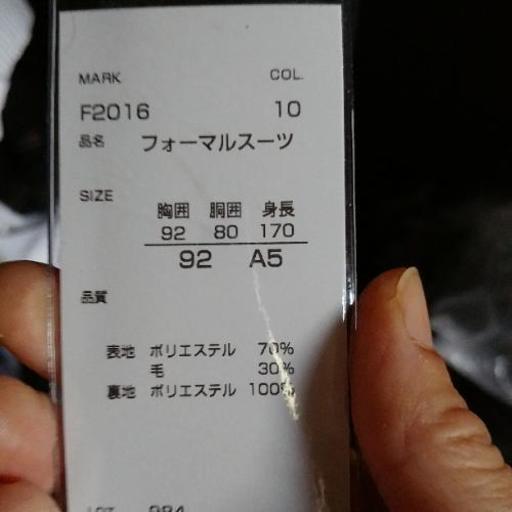 MARK COL.
F2016 10
品名 フォーマルスーツ
SIZE
胸囲 胴囲 身長
92 80 170
92 A5
品質
表地 ポリエステル 70%
毛 30%
裏地 ポリエステル 100%